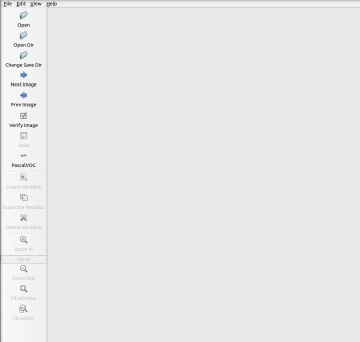 File Edit View Help
Open
Open Dir
Change Save Dir
Next Image
Prev Image
Verify Image
Save
PascalVOC
Create RectBox
Duplicate RectBox
Delete RectBox
Zoom In
100 %
Zoom Out
Fit Window
Fit Width